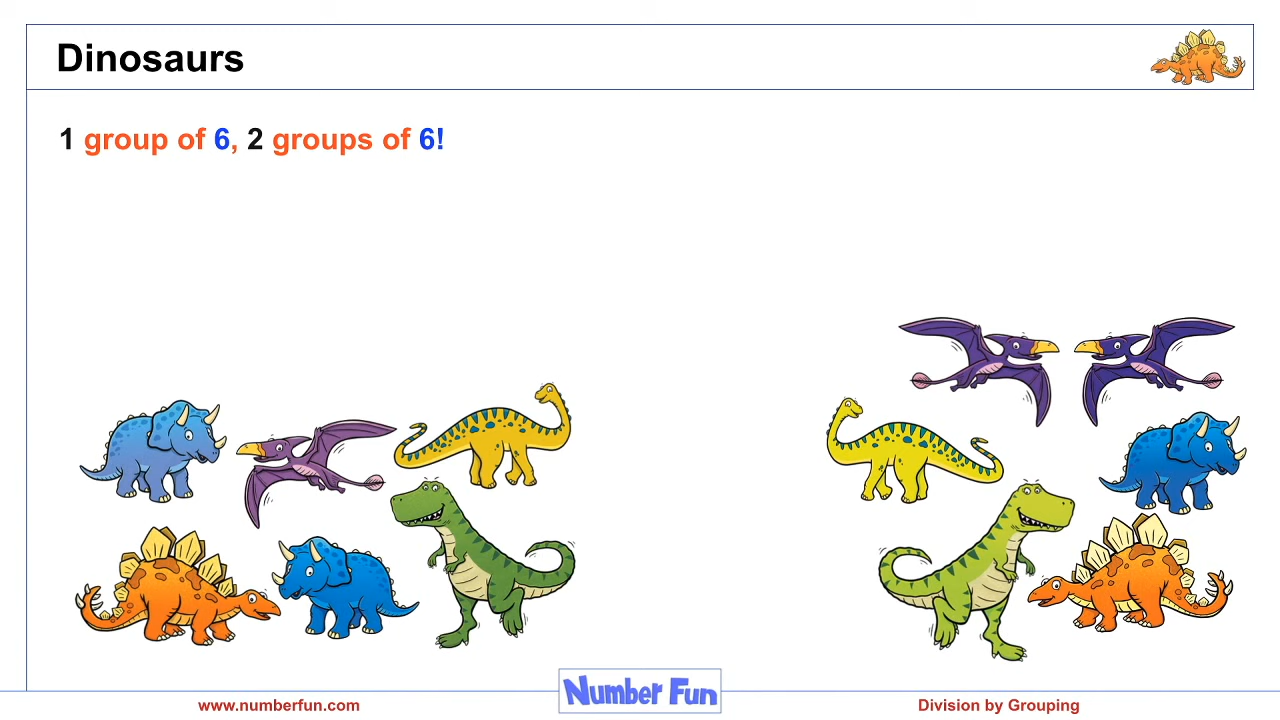 Dinosaurs
1 group of 6, 2 groups of 6!
www.numberfun.com
Number Fun
Division by Grouping